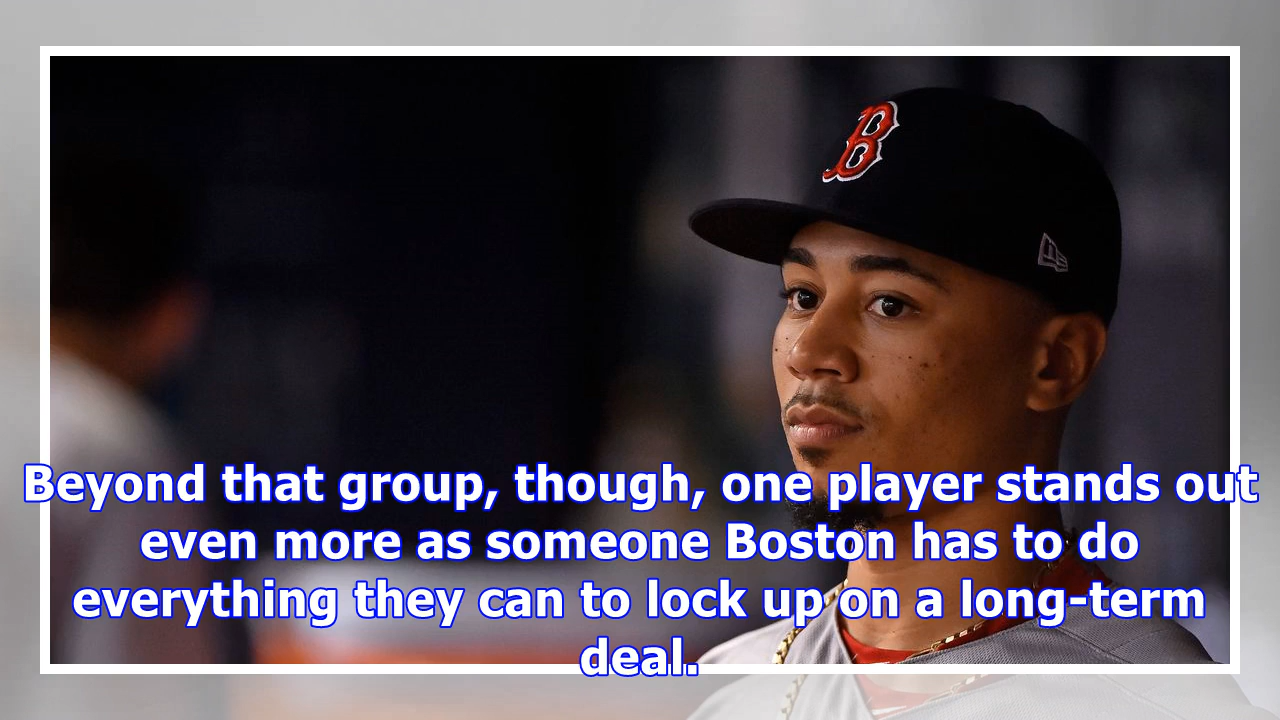 B
Beyond that group, though, one player stands out
even more as someone Boston has to do
everything they can to lock up on a long-term
deal.